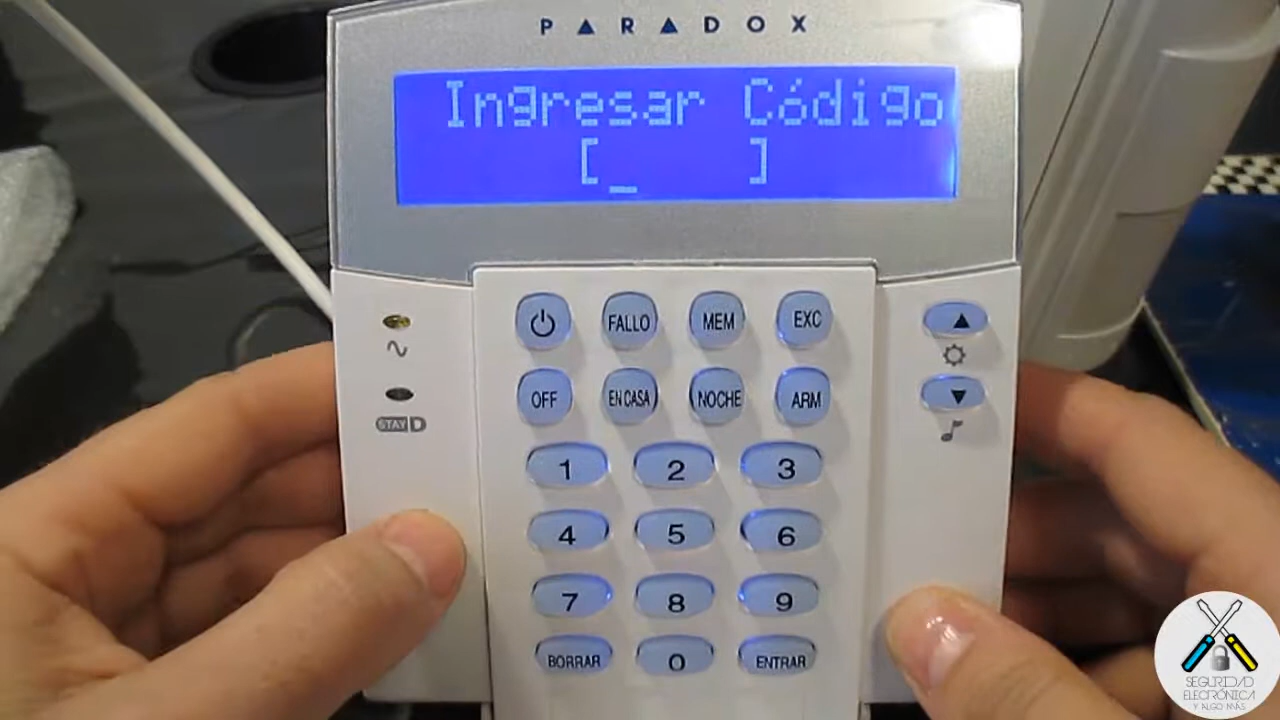 PARADOX
Ingresar Código
[_ ]
FALLO MEM EXC
OFF EN CASA NOCHE ARM
STAY D
1 2 3
4 5 6
7 8 9
BORRAR 0 ENTRAR
SEGURIDAD
ELECTRÓNICA
Y ALGO MÁS